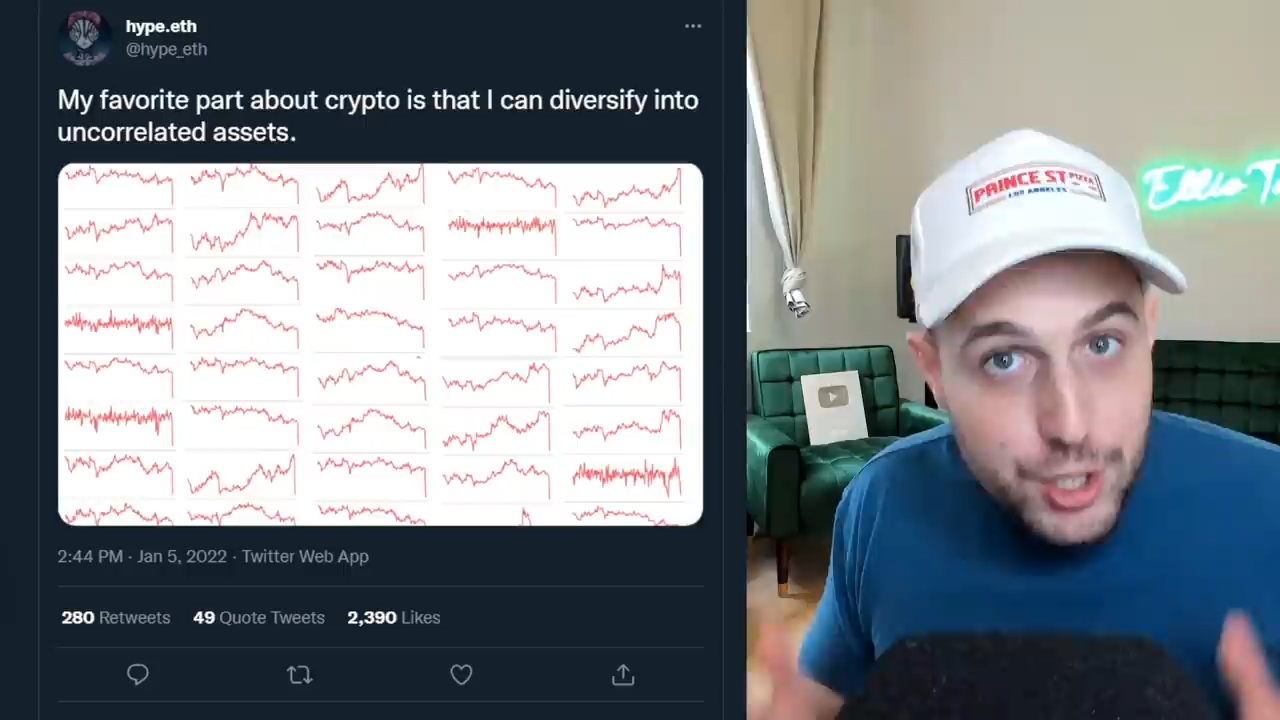 hype.eth
@hype_eth
My favorite part about crypto is that I can diversify into
uncorrelated assets.
2:44 PM · Jan 5, 2022 · Twitter Web App
280 Retweets 49 Quote Tweets 2,390 Likes
PRINCE ST PIZZA
LOS ANGELES
Ellio